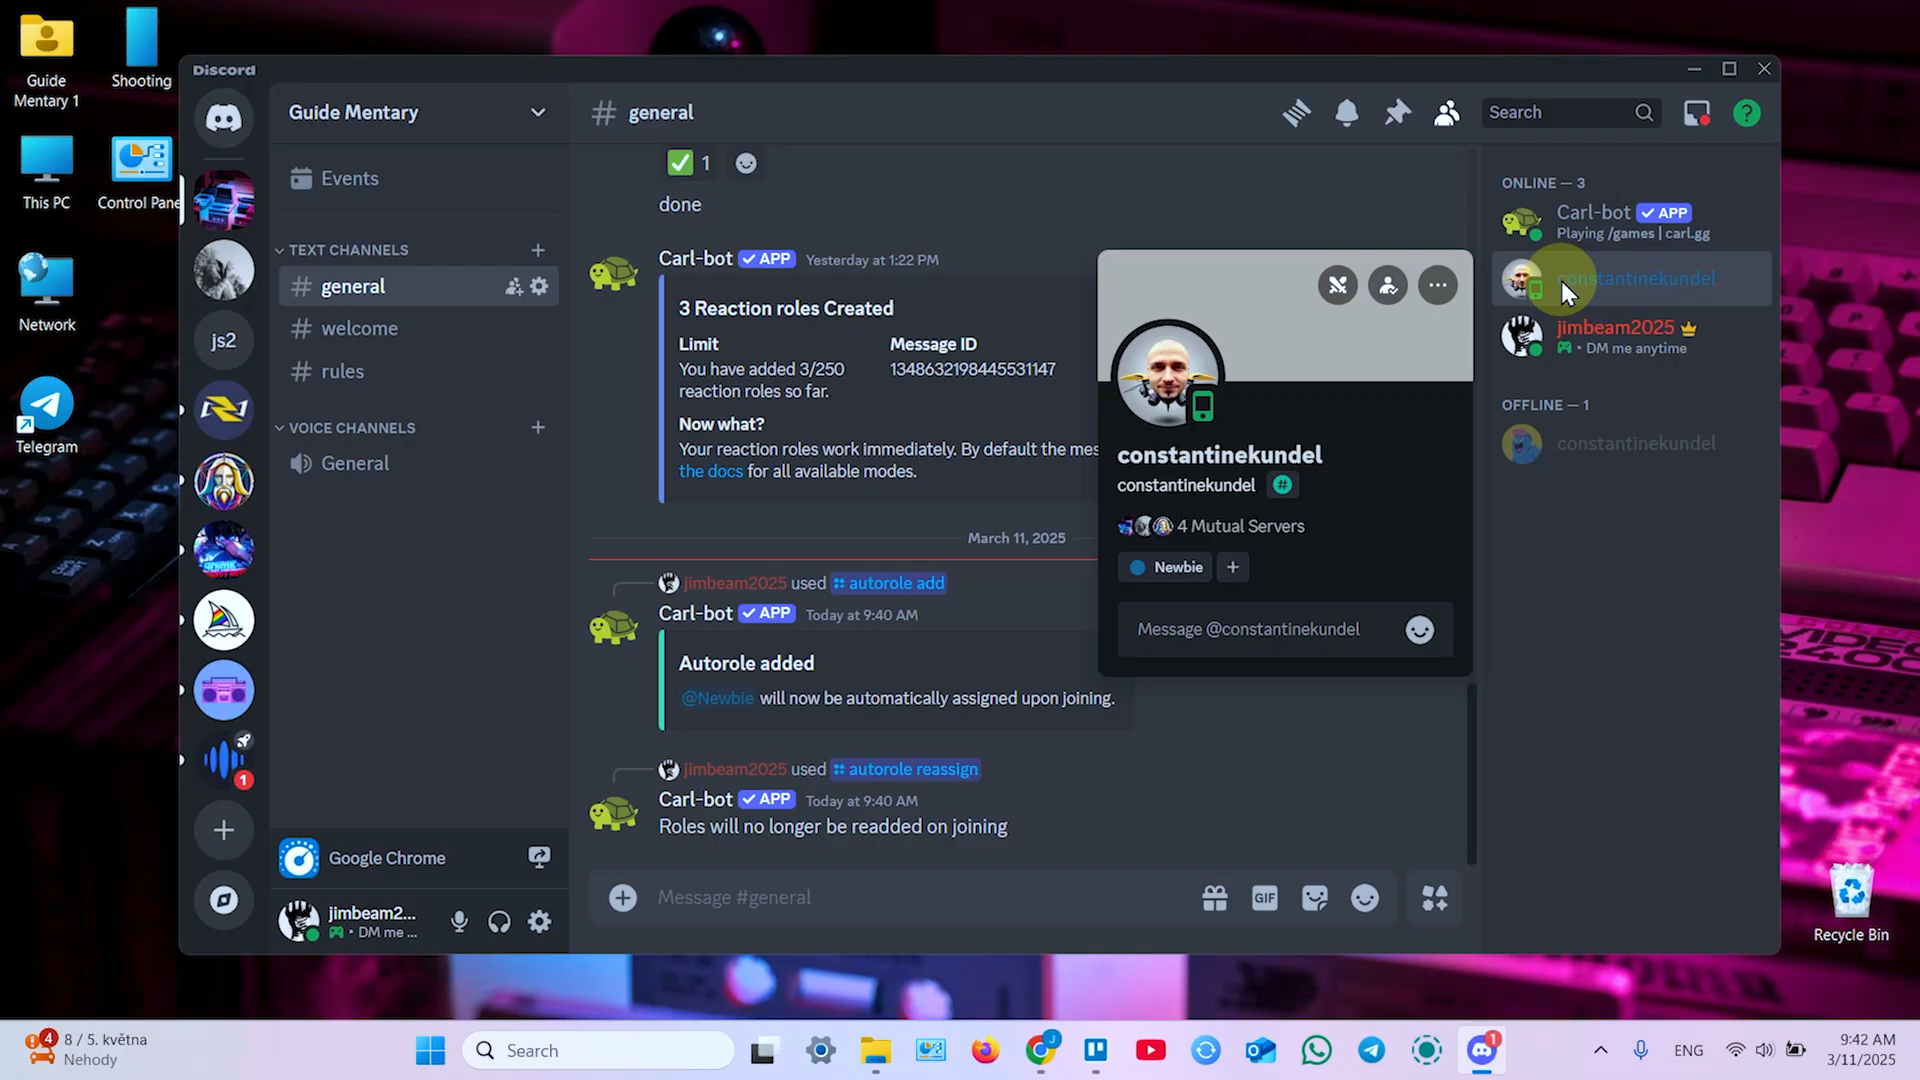 Guide
Mentary 1
Shooting
This PC
Control Pane
Network
Telegram
Discord
js2
1
Guide Mentary
Events
TEXT CHANNELS
general
welcome
rules
VOICE CHANNELS
General
Google Chrome
jimbeam2...
• DM me ...
# general
Search
?
1
done
Carl-bot APP Yesterday at 1:22 PM
3 Reaction roles Created
Limit
You have added 3/250
reaction roles so far.
Message ID
1348632198445531147
Now what?
Your reaction roles work immediately. By default the mes
the docs for all available modes.
March 11, 2025
jimbeam2025 used autorole add
Carl-bot APP Today at 9:40 AM
Autorole added
@Newbie will now be automatically assigned upon joining.
jimbeam2025 used autorole reassign
Carl-bot APP Today at 9:40 AM
Roles will no longer be readded on joining
Message #general
GIF
constantinekundel
constantinekundel #
4 Mutual Servers
Newbie +
Message @constantinekundel
ONLINE — 3
Carl-bot APP
Playing /games | carl.gg
constantinekundel
jimbeam2025
• DM me anytime
OFFLINE — 1
constantinekundel
Recycle Bin
4
8 / 5. května
Nehody
Search
J
1
ENG
9:42 AM
3/11/2025